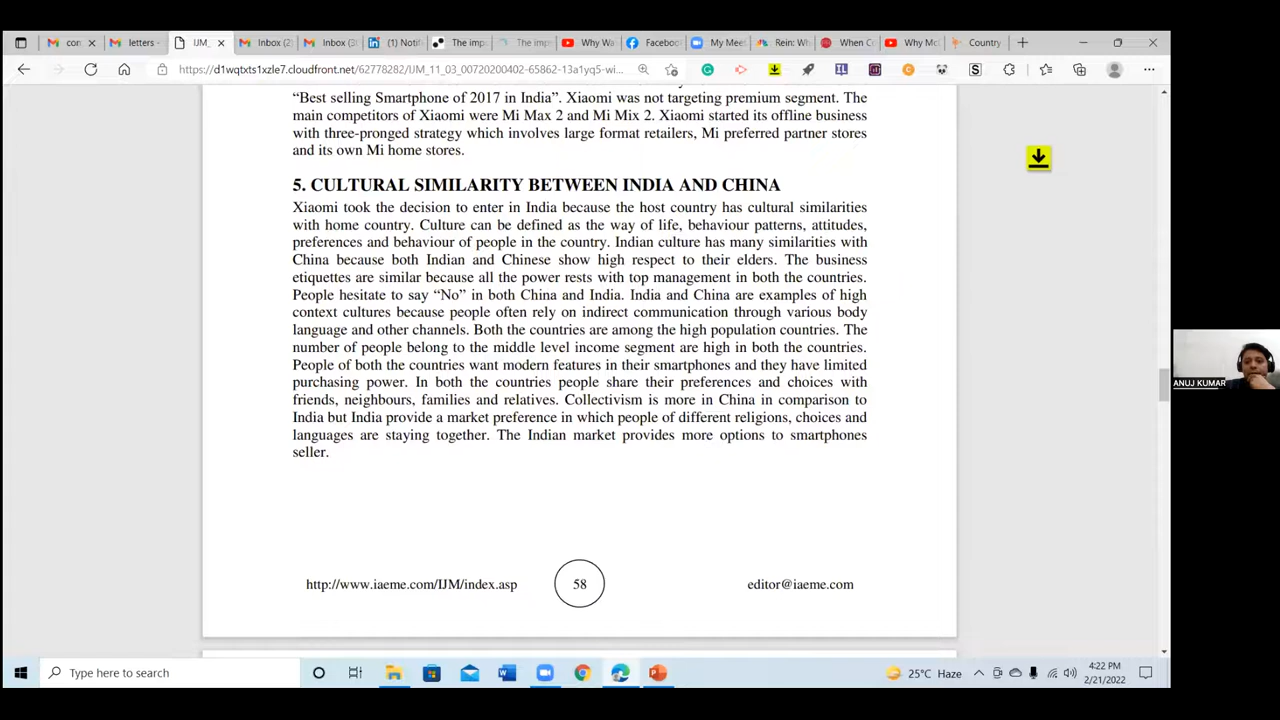 con
letters -
IJM_
Inbox (2
Inbox (3
(1) Notifi
The imp
The imp
Why Wa
Facebook
My Mee
Rein: Wh
When C
Why Mc
Country
https://d1wqtxts1xzle7.cloudfront.net/62778282/IJM_11_03_00720200402-65862-13a1yq5-wi...
“Best selling Smartphone of 2017 in India”. Xiaomi was not targeting premium segment. The
main competitors of Xiaomi were Mi Max 2 and Mi Mix 2. Xiaomi started its offline business
with three-pronged strategy which involves large format retailers, Mi preferred partner stores
and its own Mi home stores.
5. CULTURAL SIMILARITY BETWEEN INDIA AND CHINA
Xiaomi took the decision to enter in India because the host country has cultural similarities
with home country. Culture can be defined as the way of life, behaviour patterns, attitudes,
preferences and behaviour of people in the country. Indian culture has many similarities with
China because both Indian and Chinese show high respect to their elders. The business
etiquettes are similar because all the power rests with top management in both the countries.
People hesitate to say “No” in both China and India. India and China are examples of high
context cultures because people often rely on indirect communication through various body
language and other channels. Both the countries are among the high population countries. The
number of people belong to the middle level income segment are high in both the countries.
People of both the countries want modern features in their smartphones and they have limited
purchasing power. In both the countries people share their preferences and choices with
friends, neighbours, families and relatives. Collectivism is more in China in comparison to
India but India provide a market preference in which people of different religions, choices and
languages are staying together. The Indian market provides more options to smartphones
seller.
http://www.iaeme.com/IJM/index.asp
58
editor@iaeme.com
ANUJ KUMAR
Type here to search
25°C Haze
4:22 PM
2/21/2022